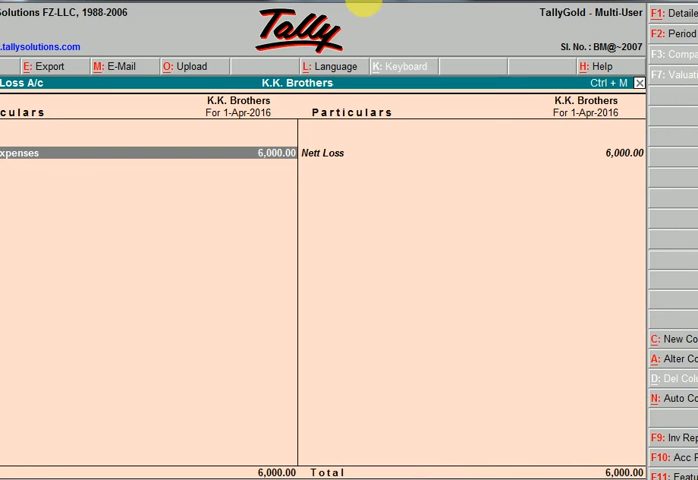 Solutions FZ-LLC, 1988-2006
Tally
TallyGold - Multi-User
.tallysolutions.com
Sl. No. : BM@~2007
E: Export M: E-Mail O: Upload L: Language K: Keyboard H: Help
Loss A/c K.K. Brothers Ctrl + M
culars K.K. Brothers For 1-Apr-2016
Particulars K.K. Brothers For 1-Apr-2016
xpenses 6,000.00 Nett Loss 6,000.00
6,000.00 Total 6,000.00
F1: Detaile
F2: Period
F3: Compa
F7: Valuat
C: New Co
A: Alter Co
D: Del Colu
N: Auto Co
F9: Inv Rep
F10: Acc R
F11: Featu